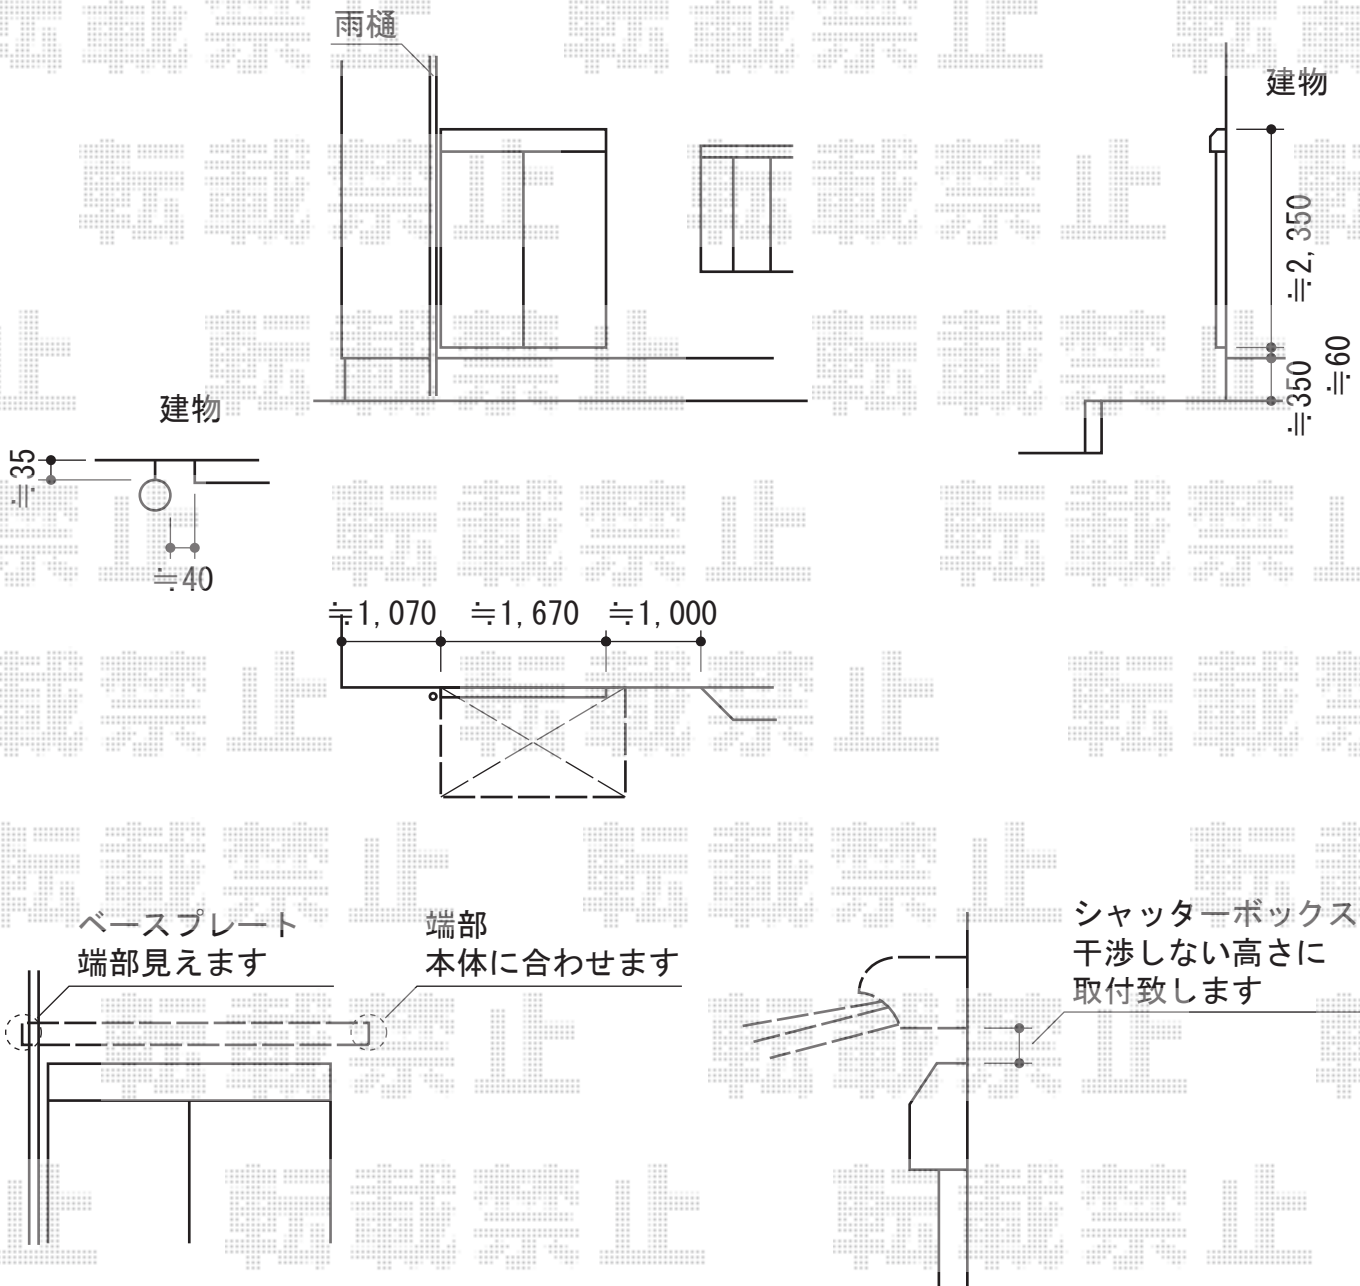 雨樋
建物
≒2,350
≒60
≒350
建物
≒35
≒40
≒1,070 ≒1,670 ≒1,000
ベースプレート
端部見えます
端部
本体に合わせます
シャッターボックス
干渉しない高さに
取付致します
転載禁止